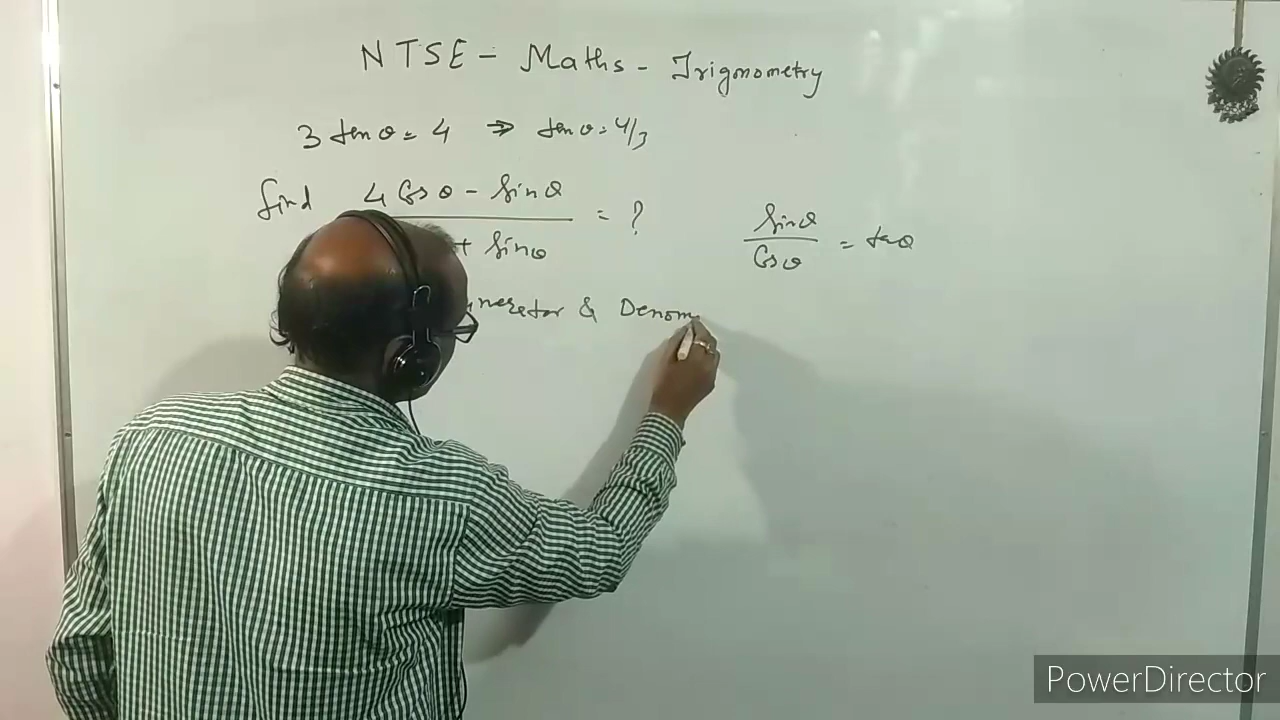 NTSE - Maths - Trigonometry
3 tan θ = 4 ⇒ tan θ = 4/3
find 4 Cos θ - Sin θ
+ Sin θ
= ?
Sin θ
Cos θ
= tan θ
& Denom
PowerDirector